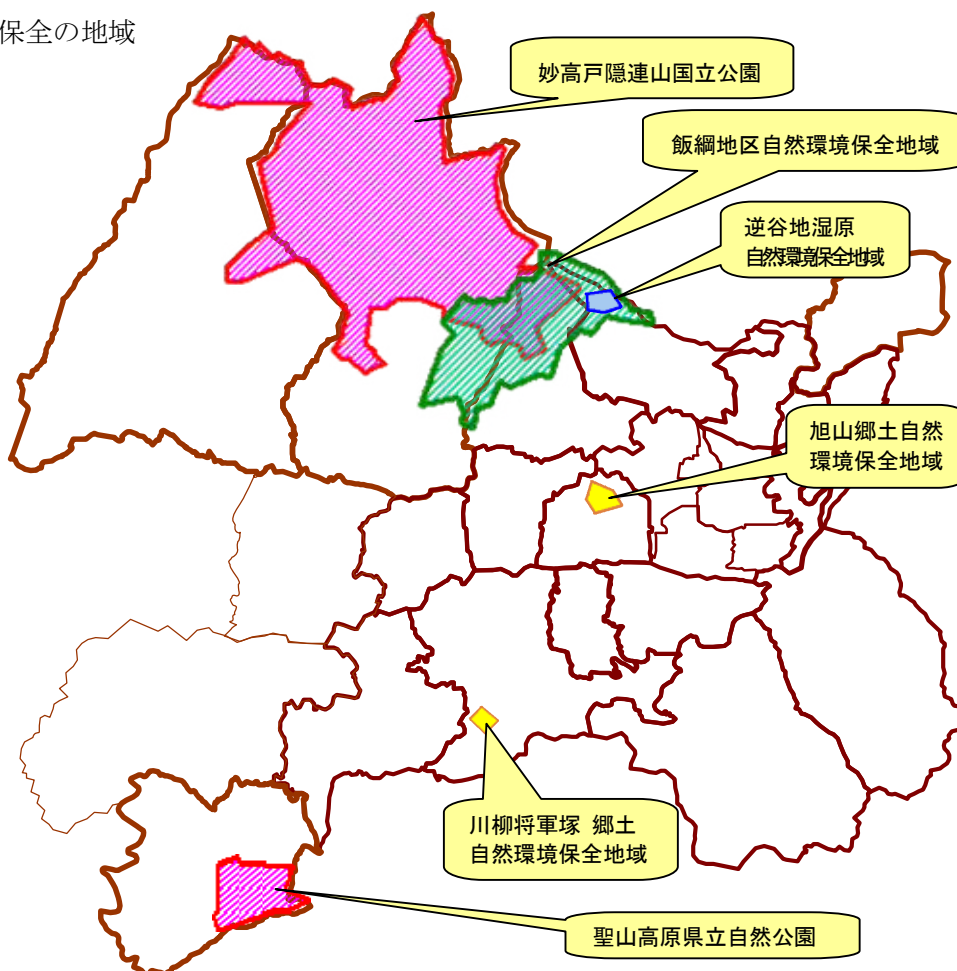 保全の地域
妙高戸隠連山国立公園
飯綱地区自然環境保全地域
逆谷地湿原
自然環境保全地域
旭山郷土自然
環境保全地域
川柳将軍塚 郷土
自然環境保全地域
聖山高原県立自然公園